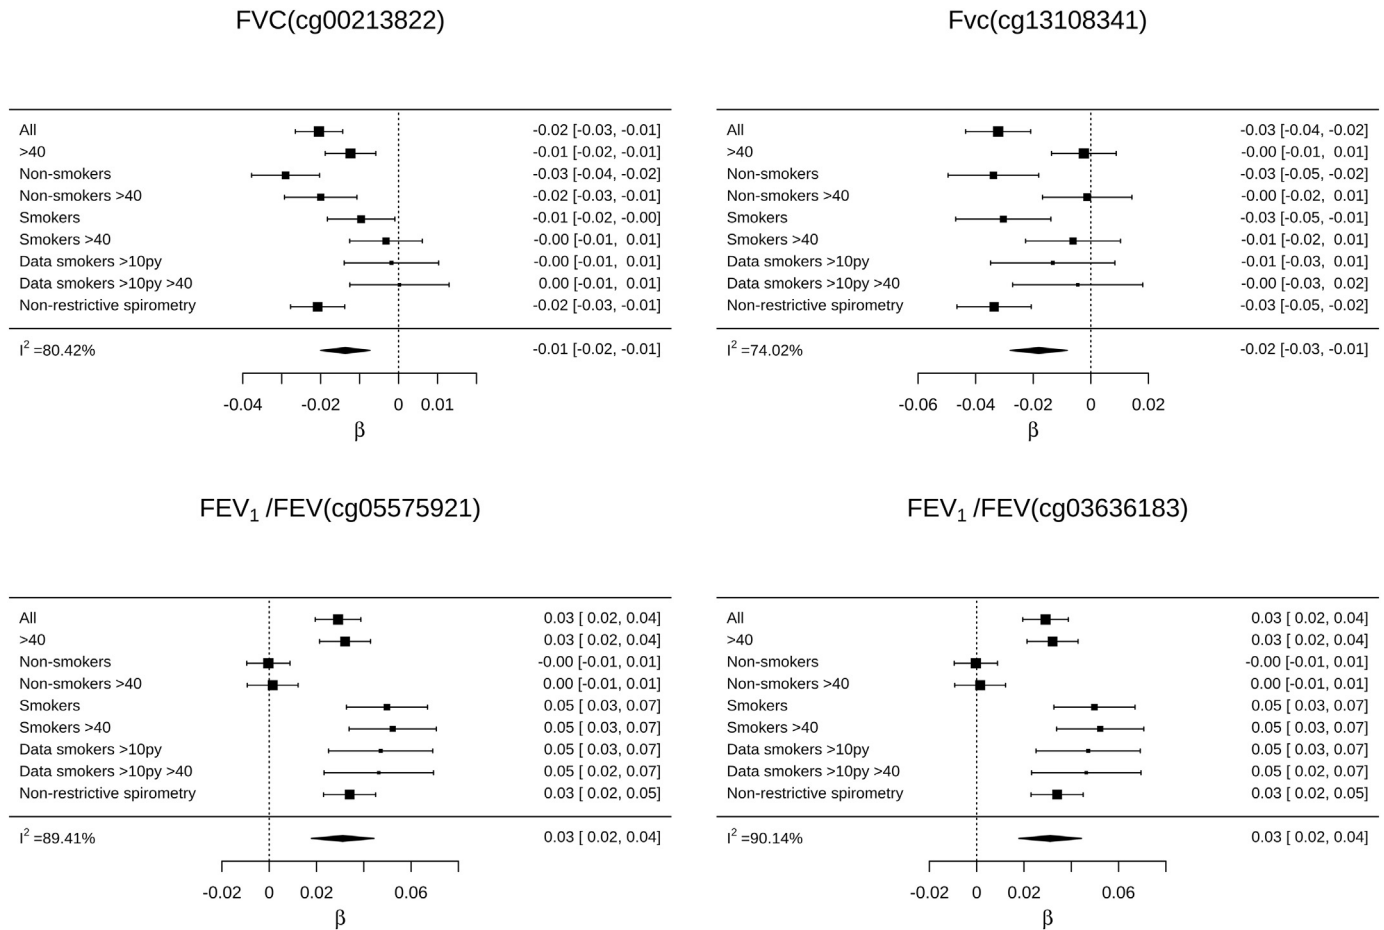 FVC(cg00213822)
All -0.02 [-0.03, -0.01]
>40 -0.01 [-0.02, -0.01]
Non-smokers -0.03 [-0.04, -0.02]
Non-smokers >40 -0.02 [-0.03, -0.01]
Smokers -0.01 [-0.02, -0.00]
Smokers >40 -0.00 [-0.01, 0.01]
Data smokers >10py -0.00 [-0.01, 0.01]
Data smokers >10py >40 0.00 [-0.01, 0.01]
Non-restrictive spirometry -0.02 [-0.03, -0.01]
I² =80.42% -0.01 [-0.02, -0.01]
-0.04 -0.02 0 0.01
β
Fvc(cg13108341)
All -0.03 [-0.04, -0.02]
>40 -0.00 [-0.01, 0.01]
Non-smokers -0.03 [-0.05, -0.02]
Non-smokers >40 -0.00 [-0.02, 0.01]
Smokers -0.03 [-0.05, -0.01]
Smokers >40 -0.01 [-0.02, 0.01]
Data smokers >10py -0.01 [-0.03, 0.01]
Data smokers >10py >40 -0.00 [-0.03, 0.02]
Non-restrictive spirometry -0.03 [-0.05, -0.02]
I² =74.02% -0.02 [-0.03, -0.01]
-0.06 -0.04 -0.02 0 0.02
β
FEV₁ /FEV(cg05575921)
All 0.03 [ 0.02, 0.04]
>40 0.03 [ 0.02, 0.04]
Non-smokers -0.00 [-0.01, 0.01]
Non-smokers >40 0.00 [-0.01, 0.01]
Smokers 0.05 [ 0.03, 0.07]
Smokers >40 0.05 [ 0.03, 0.07]
Data smokers >10py 0.05 [ 0.03, 0.07]
Data smokers >10py >40 0.05 [ 0.02, 0.07]
Non-restrictive spirometry 0.03 [ 0.02, 0.05]
I² =89.41% 0.03 [ 0.02, 0.04]
-0.02 0 0.02 0.06
β
FEV₁ /FEV(cg03636183)
All 0.03 [ 0.02, 0.04]
>40 0.03 [ 0.02, 0.04]
Non-smokers -0.00 [-0.01, 0.01]
Non-smokers >40 0.00 [-0.01, 0.01]
Smokers 0.05 [ 0.03, 0.07]
Smokers >40 0.05 [ 0.03, 0.07]
Data smokers >10py 0.05 [ 0.03, 0.07]
Data smokers >10py >40 0.05 [ 0.02, 0.07]
Non-restrictive spirometry 0.03 [ 0.02, 0.05]
I² =90.14% 0.03 [ 0.02, 0.04]
-0.02 0 0.02 0.06
β